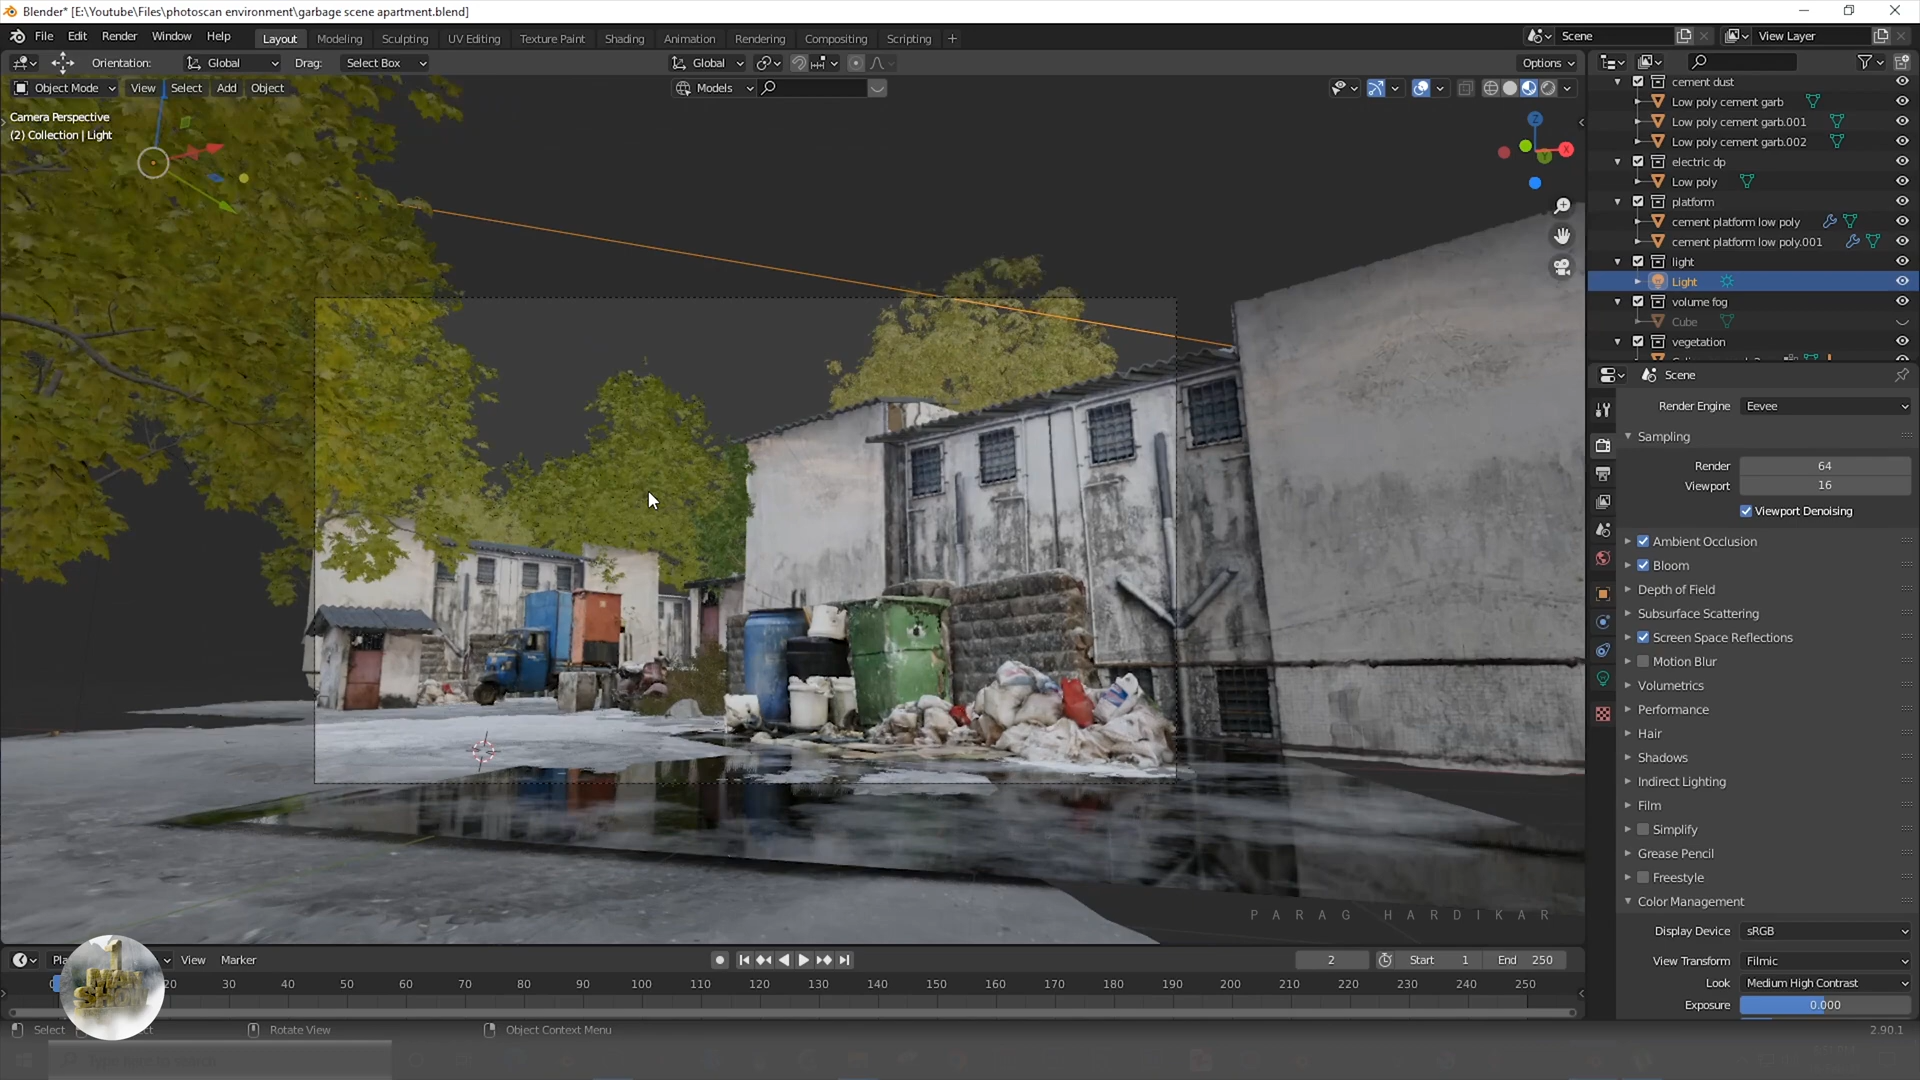 Blender* [E:\Youtube\Files\photoscan environment\garbage scene apartment.blend]
File Edit Render Window Help Layout Modeling Sculpting UV Editing Texture Paint Shading Animation Rendering Compositing Scripting + Scene View Layer
Orientation: Global Drag: Select Box Global Options
Object Mode View Select Add Object Models
Camera Perspective
(2) Collection | Light
Z
X
Y
cement dust
Low poly cement garb
Low poly cement garb.001
Low poly cement garb.002
electric dp
Low poly
platform
cement platform low poly
cement platform low poly.001
light
Light
volume fog
Cube
vegetation
Scene
Render Engine Eevee
Sampling
Render 64
Viewport 16
Viewport Denoising
Ambient Occlusion
Bloom
Depth of Field
Subsurface Scattering
Screen Space Reflections
Motion Blur
Volumetrics
Performance
Hair
Shadows
Indirect Lighting
Film
Simplify
Grease Pencil
Freestyle
Color Management
Display Device sRGB
View Transform Filmic
Look Medium High Contrast
Exposure 0.000
PARAG HARDIKAR
View Marker 2 Start 1 End 250
20 30 40 50 60 70 80 90 100 110 120 130 140 150 160 170 180 190 200 210 220 230 240 250
1
MAN
SHOW
Select Rotate View Object Context Menu 2.90.1
Type here to search